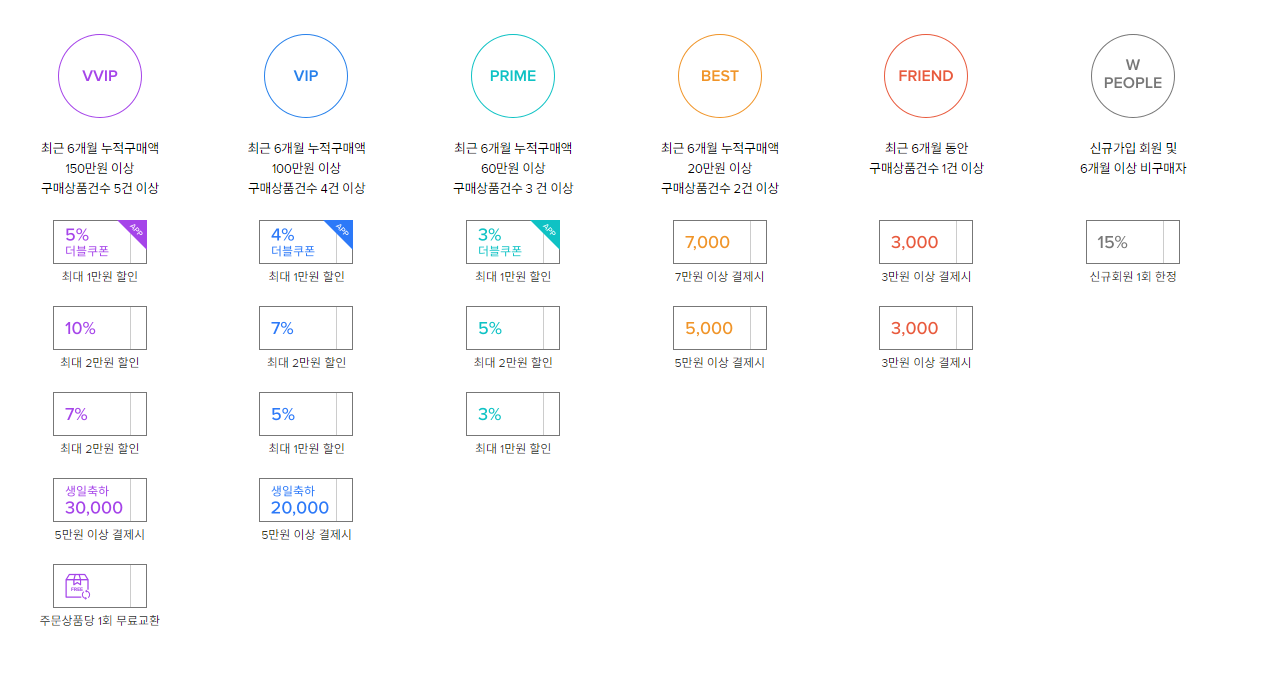 VVIP
최근 6개월 누적구매액
150만원 이상
구매상품건수 5건 이상
5%
더블쿠폰
APP
최대 1만원 할인
10%
최대 2만원 할인
7%
최대 2만원 할인
생일축하
30,000
5만원 이상 결제시
FREE
주문상품당 1회 무료교환
VIP
최근 6개월 누적구매액
100만원 이상
구매상품건수 4건 이상
4%
더블쿠폰
APP
최대 1만원 할인
7%
최대 2만원 할인
5%
최대 1만원 할인
생일축하
20,000
5만원 이상 결제시
PRIME
최근 6개월 누적구매액
60만원 이상
구매상품건수 3 건 이상
3%
더블쿠폰
APP
최대 1만원 할인
5%
최대 2만원 할인
3%
최대 1만원 할인
BEST
최근 6개월 누적구매액
20만원 이상
구매상품건수 2건 이상
7,000
7만원 이상 결제시
5,000
5만원 이상 결제시
FRIEND
최근 6개월 동안
구매상품건수 1건 이상
3,000
3만원 이상 결제시
3,000
3만원 이상 결제시
W
PEOPLE
신규가입 회원 및
6개월 이상 비구매자
15%
신규회원 1회 한정